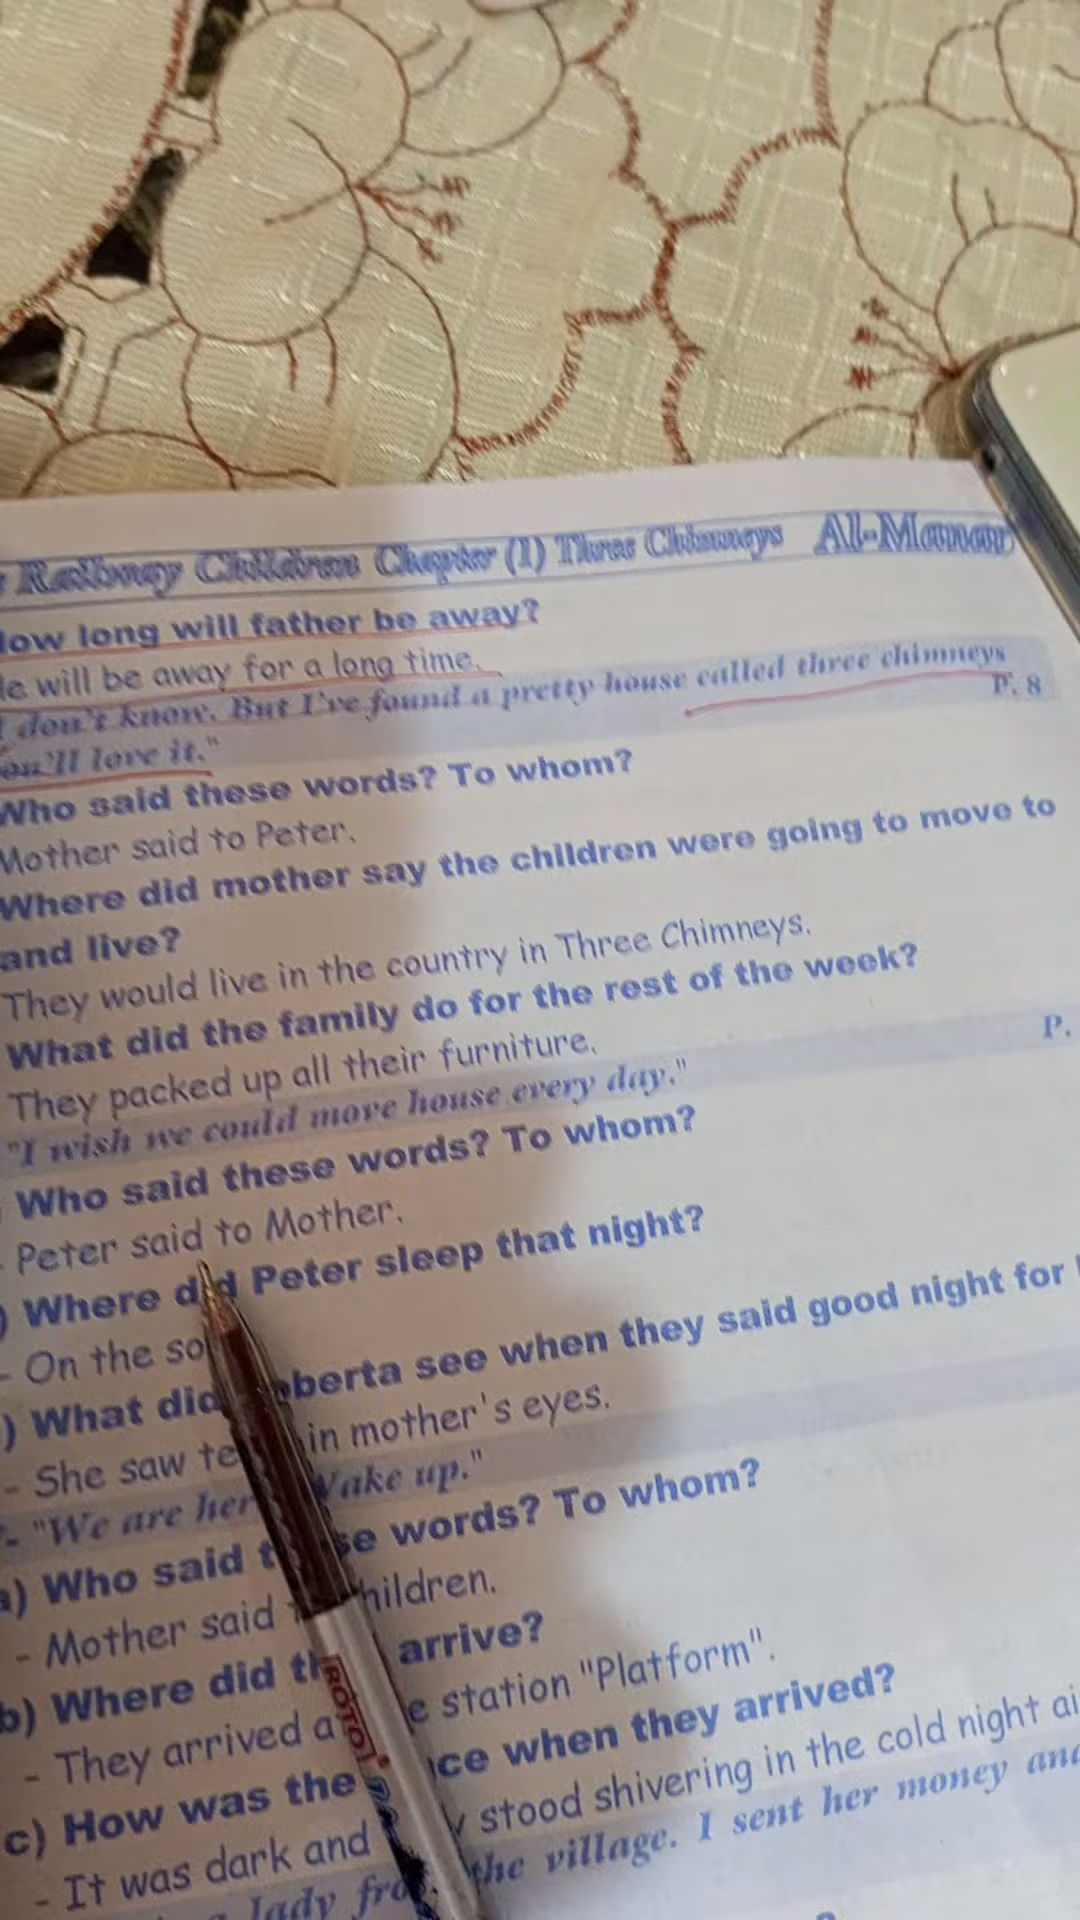 Railway Children Chapter (1) Three Chimneys Al-Manar
How long will father be away?
He will be away for a long time.
I don't know. But I've found a pretty house called three chimneys
P. 8
ou'll love it."
Who said these words? To whom?
Mother said to Peter.
Where did mother say the children were going to move to
and live?
They would live in the country in Three Chimneys.
What did the family do for the rest of the week?
They packed up all their furniture.
P.
"I wish we could move house every day."
Who said these words? To whom?
- Peter said to Mother.
) Where did Peter sleep that night?
- On the so
) What did oberta see when they said good night for
- She saw te in mother's eyes.
- "We are her Wake up."
a) Who said these words? To whom?
- Mother said children.
b) Where did th arrive?
- They arrived a e station "Platform".
c) How was the ce when they arrived?
- It was dark and y stood shivering in the cold night ai
a lady fro the village. I sent her money and
ROTO